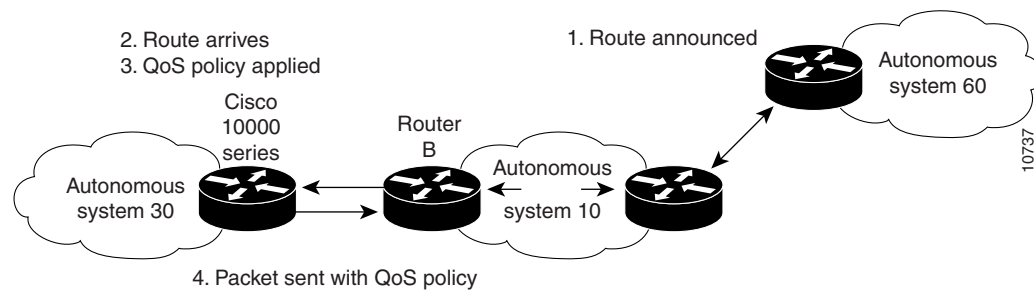 2. Route arrives
3. QoS policy applied
1. Route announced
Cisco
10000
series
Router
B
Autonomous
system 60
Autonomous
system 30
Autonomous
system 10
4. Packet sent with QoS policy
10737